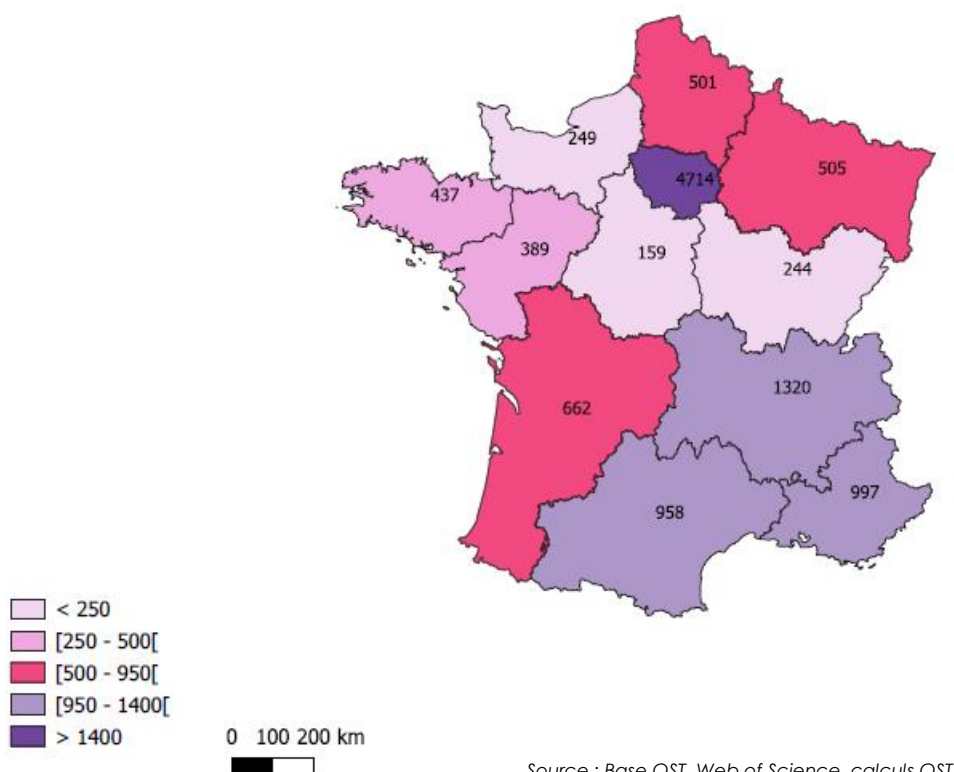 501
249
4714
505
437
389
159
244
1320
662
997
958
< 250
[250 - 500[
[500 - 950[
[950 - 1400[
> 1400
0 100 200 km
Source : Base OST, Web of Science, calculs OST